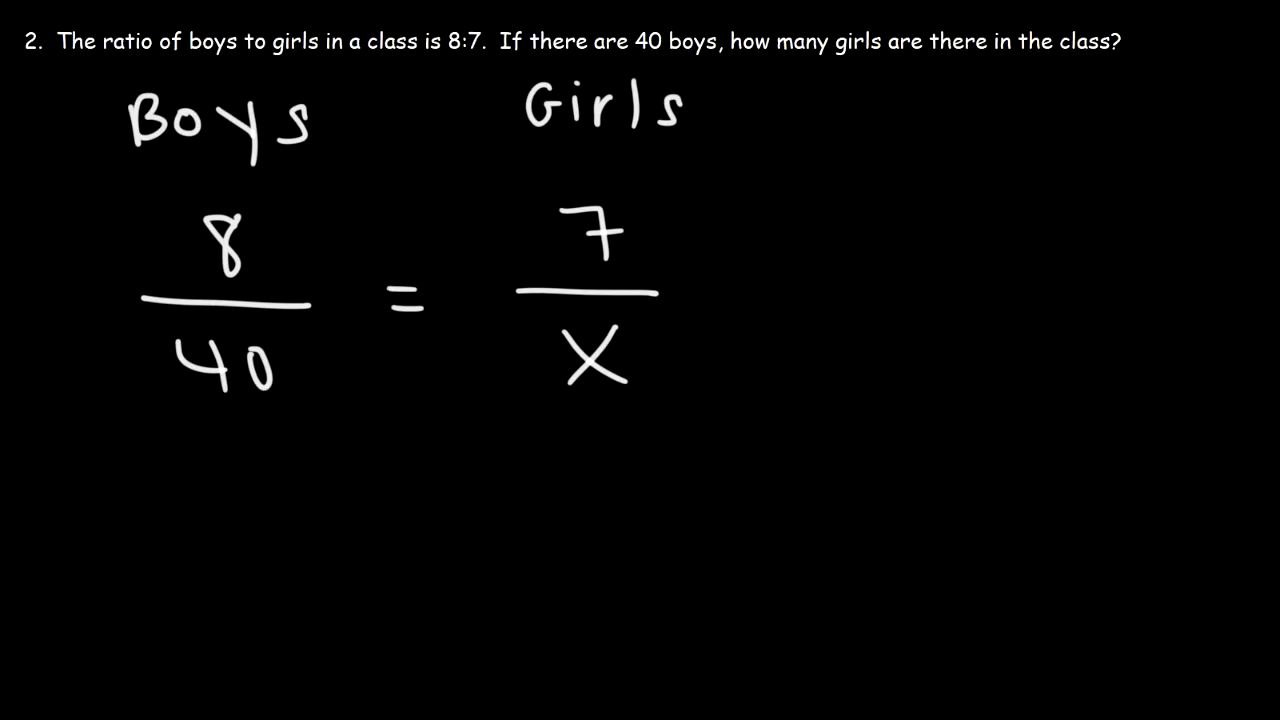 2. The ratio of boys to girls in a class is 8:7. If there are 40 boys, how many girls are there in the class?
Boys Girls
8 7
=
40 X